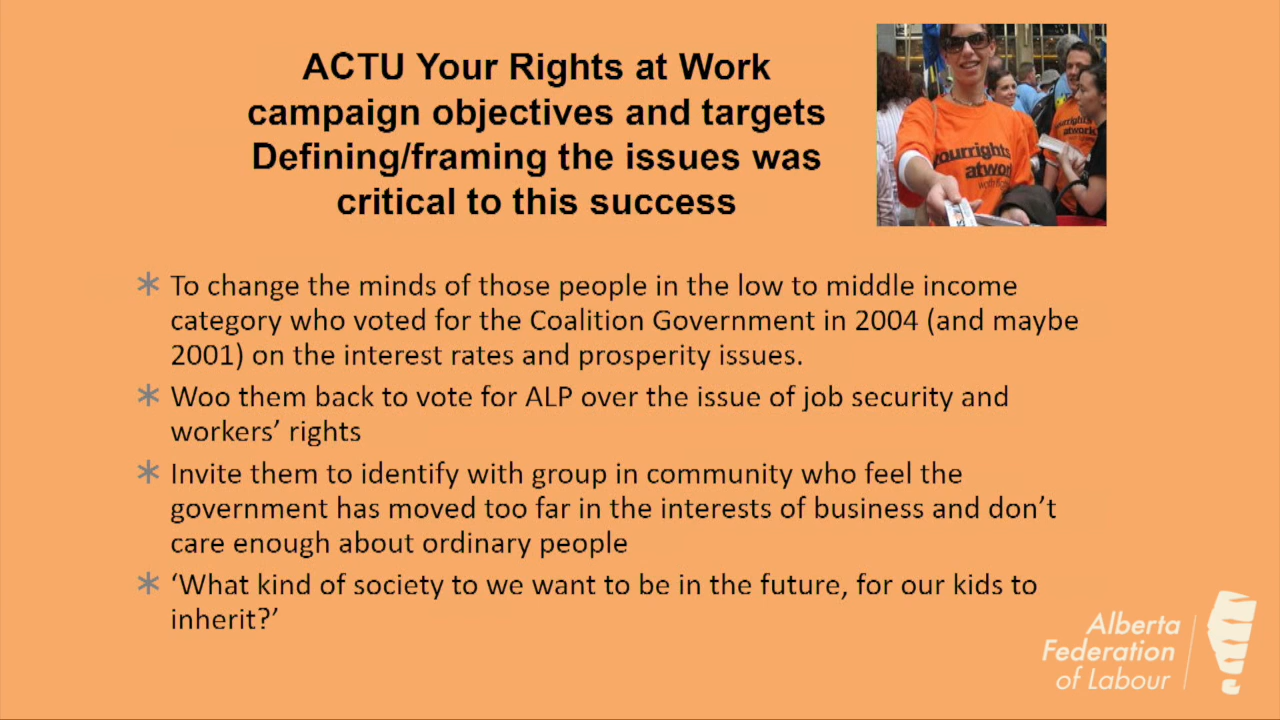 ACTU Your Rights at Work
campaign objectives and targets
Defining/framing the issues was
critical to this success
yourrights
atwork
yourrights
atwork
* To change the minds of those people in the low to middle income
category who voted for the Coalition Government in 2004 (and maybe
2001) on the interest rates and prosperity issues.
* Woo them back to vote for ALP over the issue of job security and
workers’ rights
* Invite them to identify with group in community who feel the
government has moved too far in the interests of business and don’t
care enough about ordinary people
* ‘What kind of society to we want to be in the future, for our kids to
inherit?’
Alberta
Federation
of Labour